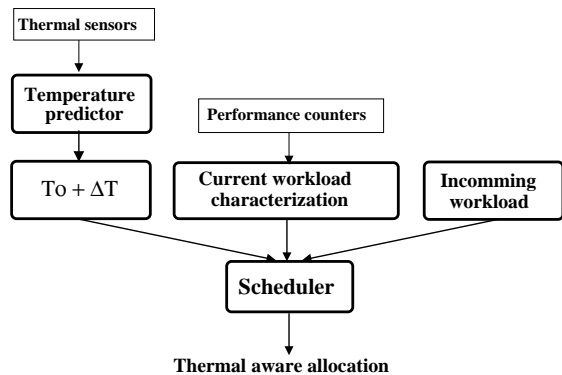 Thermal sensors
Temperature
predictor
Performance counters
To + ΔT
Current workload
characterization
Incomming
workload
Scheduler
Thermal aware allocation